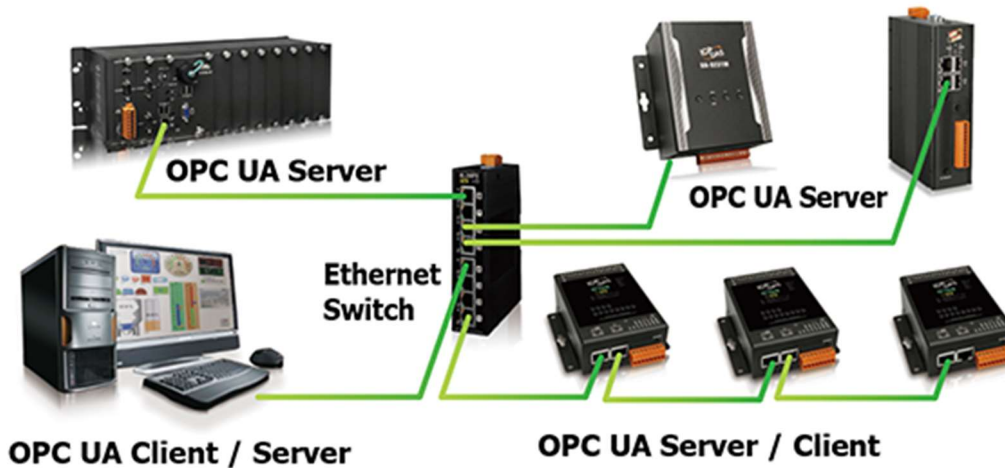 OPC UA Server
OPC UA Server
Ethernet
Switch
OPC UA Client / Server
OPC UA Server / Client